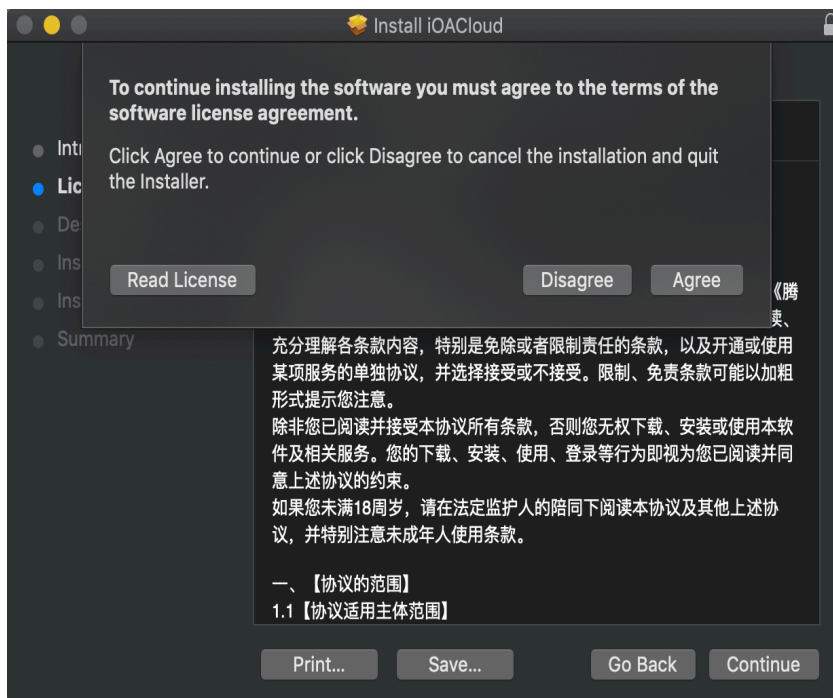 Install iOACloud
To continue installing the software you must agree to the terms of the
software license agreement.
Click Agree to continue or click Disagree to cancel the installation and quit
the Installer.
Read License
Disagree
Agree
Intr
Lic
De
Ins
Ins
Summary
《腾
读、
充分理解各条款内容，特别是免除或者限制责任的条款，以及开通或使用
某项服务的单独协议，并选择接受或不接受。限制、免责条款可能以加粗
形式提示您注意。
除非您已阅读并接受本协议所有条款，否则您无权下载、安装或使用本软
件及相关服务。您的下载、安装、使用、登录等行为即视为您已阅读并同
意上述协议的约束。
如果您未满18周岁，请在法定监护人的陪同下阅读本协议及其他上述协
议，并特别注意未成年人使用条款。
一、【协议的范围】
1.1【协议适用主体范围】
Print...
Save...
Go Back
Continue